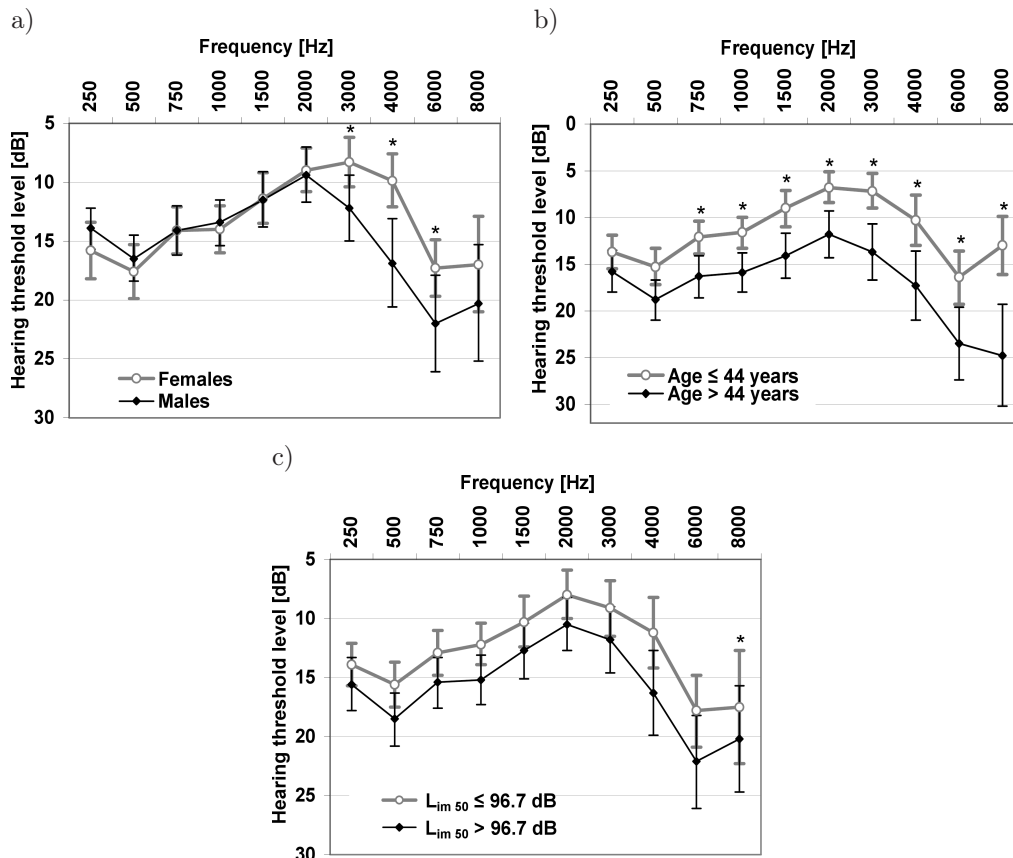 a)
Frequency [Hz]
250 500 750 1000 1500 2000 3000 4000 6000 8000
Hearing threshold level [dB]
5
10
15
20
25
30
* * *
Females
Males
b)
Frequency [Hz]
250 500 750 1000 1500 2000 3000 4000 6000 8000
Hearing threshold level [dB]
0
5
10
15
20
25
30
* * * * * * * *
Age ≤ 44 years
Age > 44 years
c)
Frequency [Hz]
250 500 750 1000 1500 2000 3000 4000 6000 8000
Hearing threshold level [dB]
5
10
15
20
25
30
*
L im 50 ≤ 96.7 dB
L im 50 > 96.7 dB